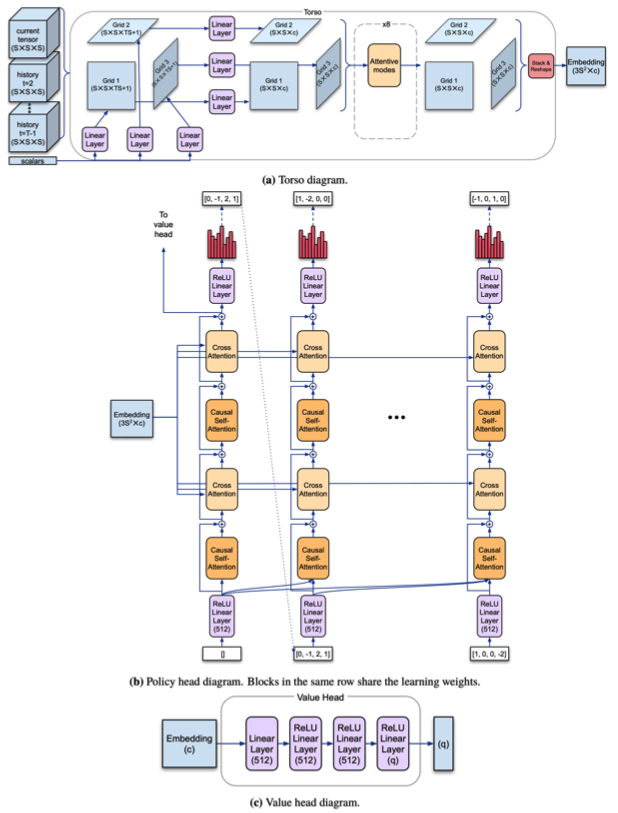 Torso
current
tensor
(S×S×S)
history
t=2
(S×S×S)
history
t=T-1
(S×S×S)
scalars
Grid 2
(S×S×TS+1)
Grid 1
(S×S×TS+1)
Grid 3
(S×S×TS+1)
Linear
Layer
Linear
Layer
Linear
Layer
Linear
Layer
Linear
Layer
Linear
Layer
Grid 2
(S×S×c)
Grid 1
(S×S×c)
Grid 3
(S×S×c)
x8
Attentive
modes
Grid 2
(S×S×c)
Grid 1
(S×S×c)
Grid 3
(S×S×c)
Stack &
Reshape
Embedding
(3S²×c)
(a) Torso diagram.
[0, -1, 2, 1]
[1, -2, 0, 0]
[-1, 0, 1, 0]
To
value
head
ReLU
Linear
Layer
ReLU
Linear
Layer
ReLU
Linear
Layer
Cross
Attention
Cross
Attention
Cross
Attention
Embedding
(3S²×c)
Causal
Self-
Attention
Causal
Self-
Attention
...
Causal
Self-
Attention
Cross
Attention
Cross
Attention
Cross
Attention
Causal
Self-
Attention
Causal
Self-
Attention
Causal
Self-
Attention
ReLU
Linear
Layer
(512)
ReLU
Linear
Layer
(512)
ReLU
Linear
Layer
(512)
[]
[0, -1, 2, 1]
[1, 0, 0, -2]
(b) Policy head diagram. Blocks in the same row share the learning weights.
Value Head
Embedding
(c)
Linear
Layer
(512)
ReLU
Linear
Layer
(512)
ReLU
Linear
Layer
(512)
ReLU
Linear
Layer
(q)
(q)
(c) Value head diagram.